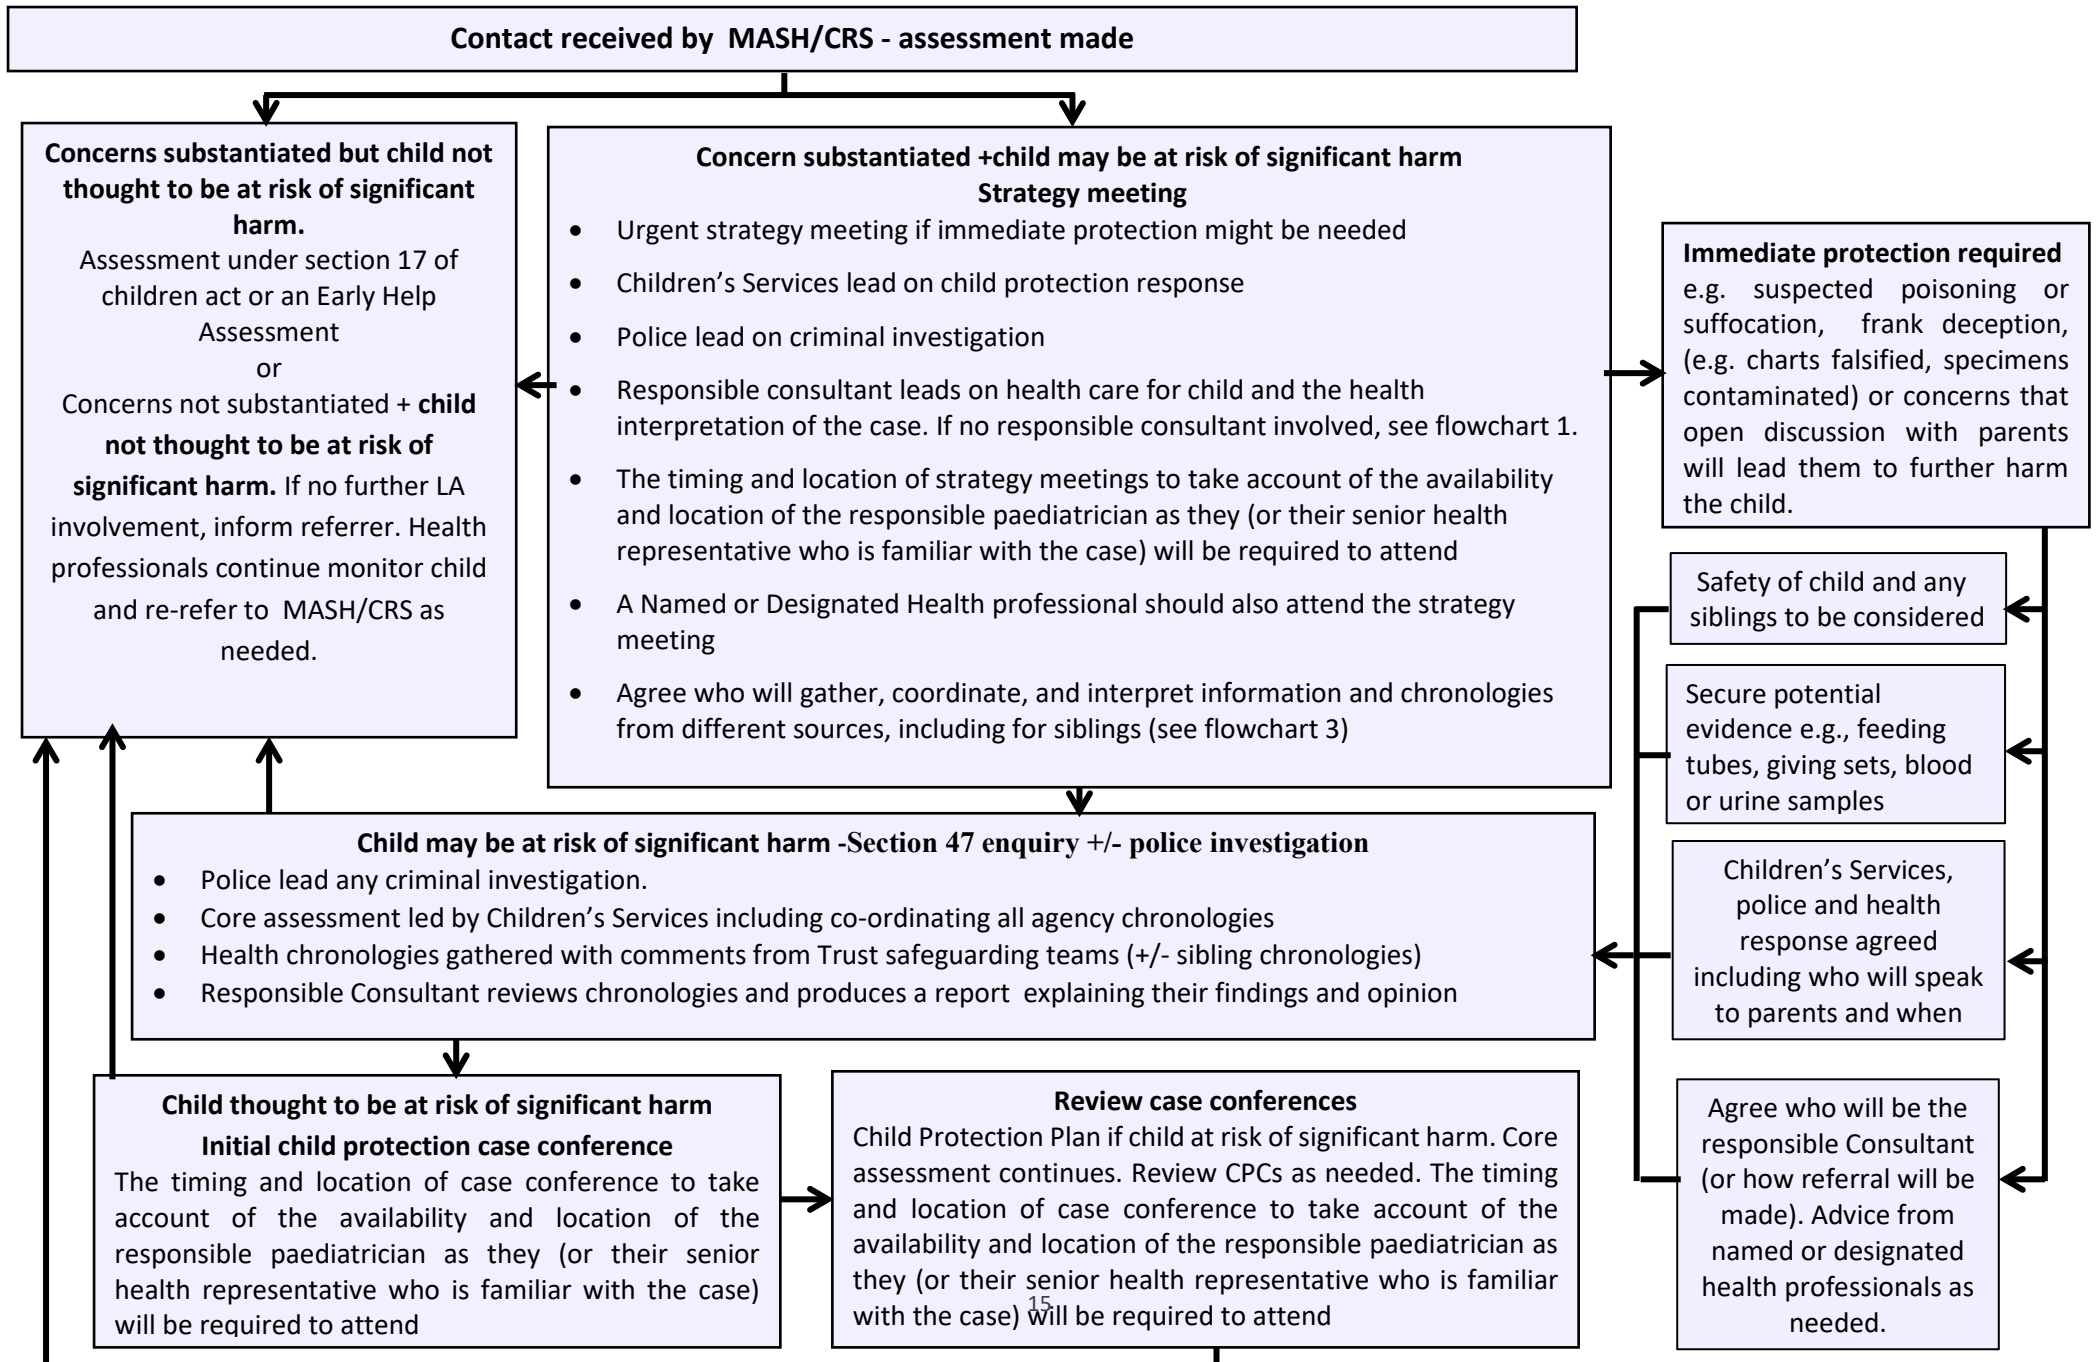 Contact received by  MASH/CRS - assessment made
Concerns substantiated but child not
thought to be at risk of significant
harm.
Assessment under section 17 of
children act or an Early Help
Assessment
or
Concerns not substantiated + child
not thought to be at risk of
significant harm. If no further LA
involvement, inform referrer. Health
professionals continue monitor child
and re-refer to  MASH/CRS as
needed.
Concern substantiated +child may be at risk of significant harm
Strategy meeting
• Urgent strategy meeting if immediate protection might be needed
• Children’s Services lead on child protection response
• Police lead on criminal investigation
• Responsible consultant leads on health care for child and the health
interpretation of the case. If no responsible consultant involved, see flowchart 1.
• The timing and location of strategy meetings to take account of the availability
and location of the responsible paediatrician as they (or their senior health
representative who is familiar with the case) will be required to attend
• A Named or Designated Health professional should also attend the strategy
meeting
• Agree who will gather, coordinate, and interpret information and chronologies
from different sources, including for siblings (see flowchart 3)
Immediate protection required
e.g. suspected poisoning or
suffocation, frank deception,
(e.g. charts falsified, specimens
contaminated) or concerns that
open discussion with parents
will lead them to further harm
the child.
Safety of child and any
siblings to be considered
Secure potential
evidence e.g., feeding
tubes, giving sets, blood
or urine samples
Children’s Services,
police and health
response agreed
including who will speak
to parents and when
Agree who will be the
responsible Consultant
(or how referral will be
made). Advice from
named or designated
health professionals as
needed.
Child may be at risk of significant harm -Section 47 enquiry +/- police investigation
• Police lead any criminal investigation.
• Core assessment led by Children’s Services including co-ordinating all agency chronologies
• Health chronologies gathered with comments from Trust safeguarding teams (+/- sibling chronologies)
• Responsible Consultant reviews chronologies and produces a report  explaining their findings and opinion
Child thought to be at risk of significant harm
Initial child protection case conference
The timing and location of case conference to take
account of the availability and location of the
responsible paediatrician as they (or their senior
health representative who is familiar with the case)
will be required to attend
Review case conferences
Child Protection Plan if child at risk of significant harm. Core
assessment continues. Review CPCs as needed. The timing
and location of case conference to take account of the
availability and location of the responsible paediatrician as
they (or their senior health representative who is familiar
with the case) will be required to attend
15